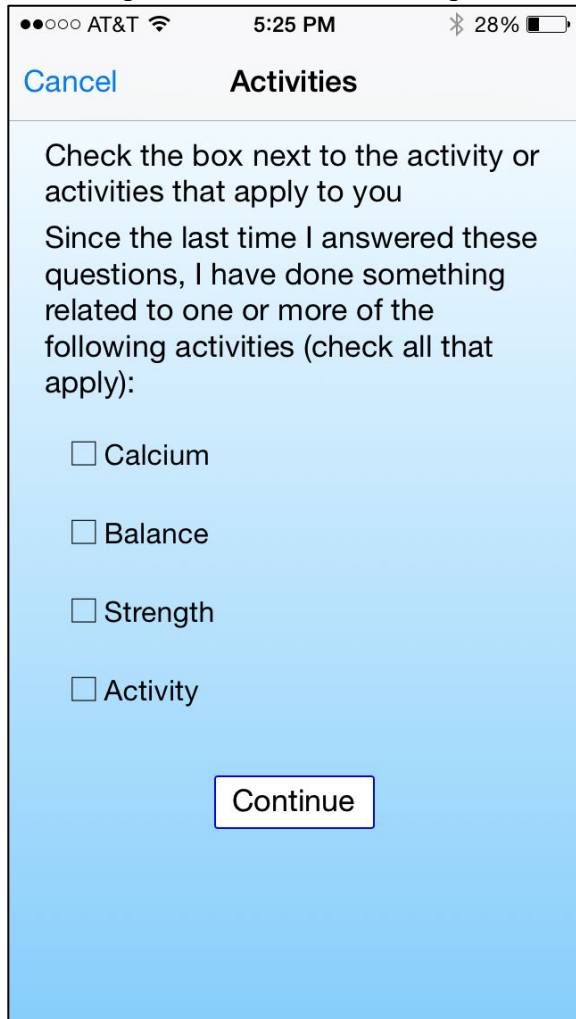 AT&T 5:25 PM 28%
Cancel Activities
Check the box next to the activity or
activities that apply to you
Since the last time I answered these
questions, I have done something
related to one or more of the
following activities (check all that
apply):
Calcium
Balance
Strength
Activity
Continue